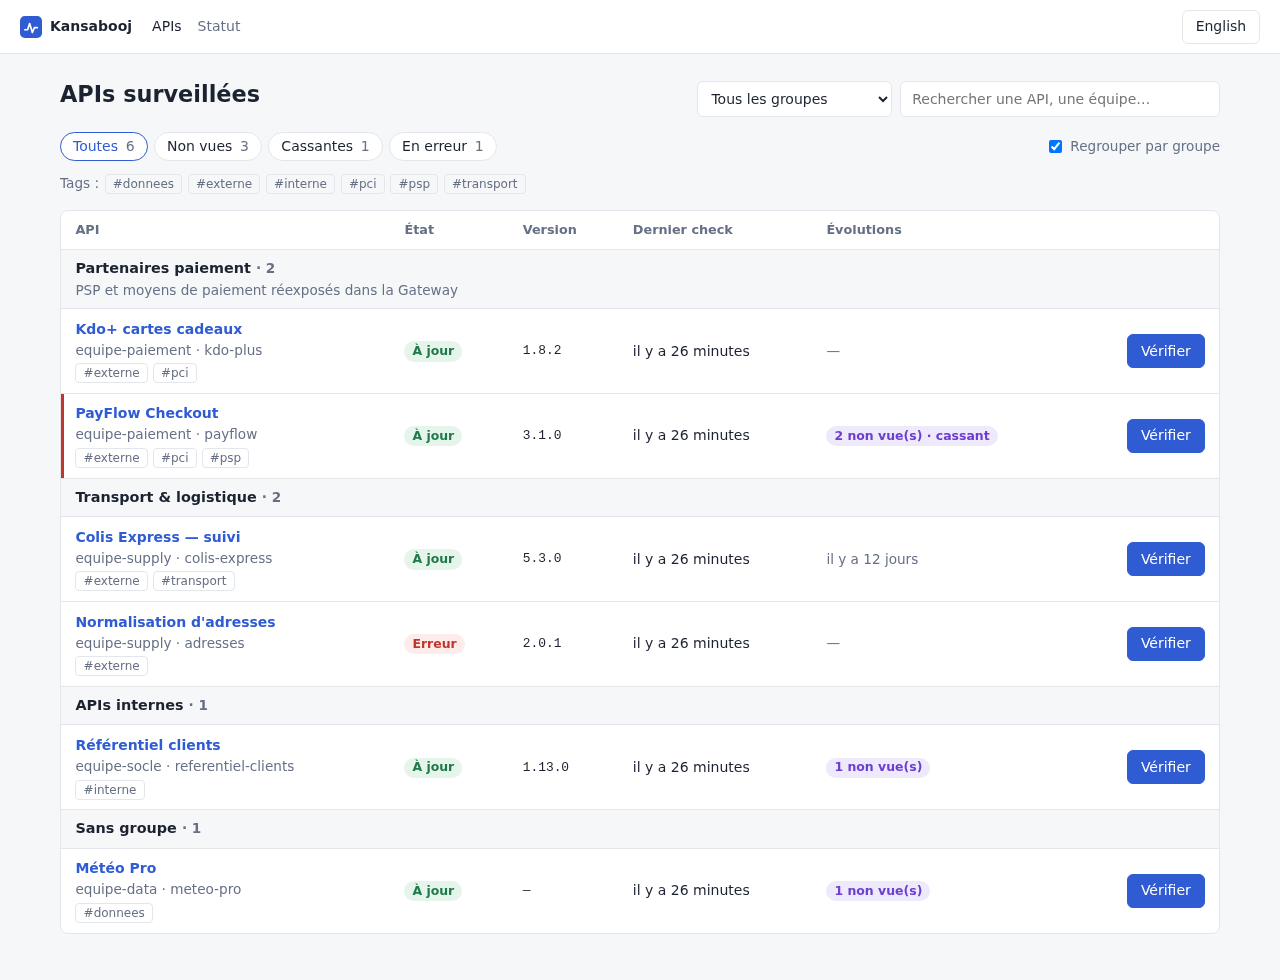 Kansabooj APIs Statut English
APIs surveillées Tous les groupes Rechercher une API, une équipe…
Toutes 6 Non vues 3 Cassantes 1 En erreur 1 Regrouper par groupe
Tags : #donnees #externe #interne #pci #psp #transport
API État Version Dernier check Évolutions
Partenaires paiement · 2
PSP et moyens de paiement réexposés dans la Gateway
Kdo+ cartes cadeaux
equipe-paiement · kdo-plus À jour 1.8.2 il y a 26 minutes — Vérifier
#externe #pci
PayFlow Checkout
equipe-paiement · payflow À jour 3.1.0 il y a 26 minutes 2 non vue(s) · cassant Vérifier
#externe #pci #psp
Transport & logistique · 2
Colis Express — suivi
equipe-supply · colis-express À jour 5.3.0 il y a 26 minutes il y a 12 jours Vérifier
#externe #transport
Normalisation d'adresses
equipe-supply · adresses Erreur 2.0.1 il y a 26 minutes — Vérifier
#externe
APIs internes · 1
Référentiel clients
equipe-socle · referentiel-clients À jour 1.13.0 il y a 26 minutes 1 non vue(s) Vérifier
#interne
Sans groupe · 1
Météo Pro
equipe-data · meteo-pro À jour — il y a 26 minutes 1 non vue(s) Vérifier
#donnees